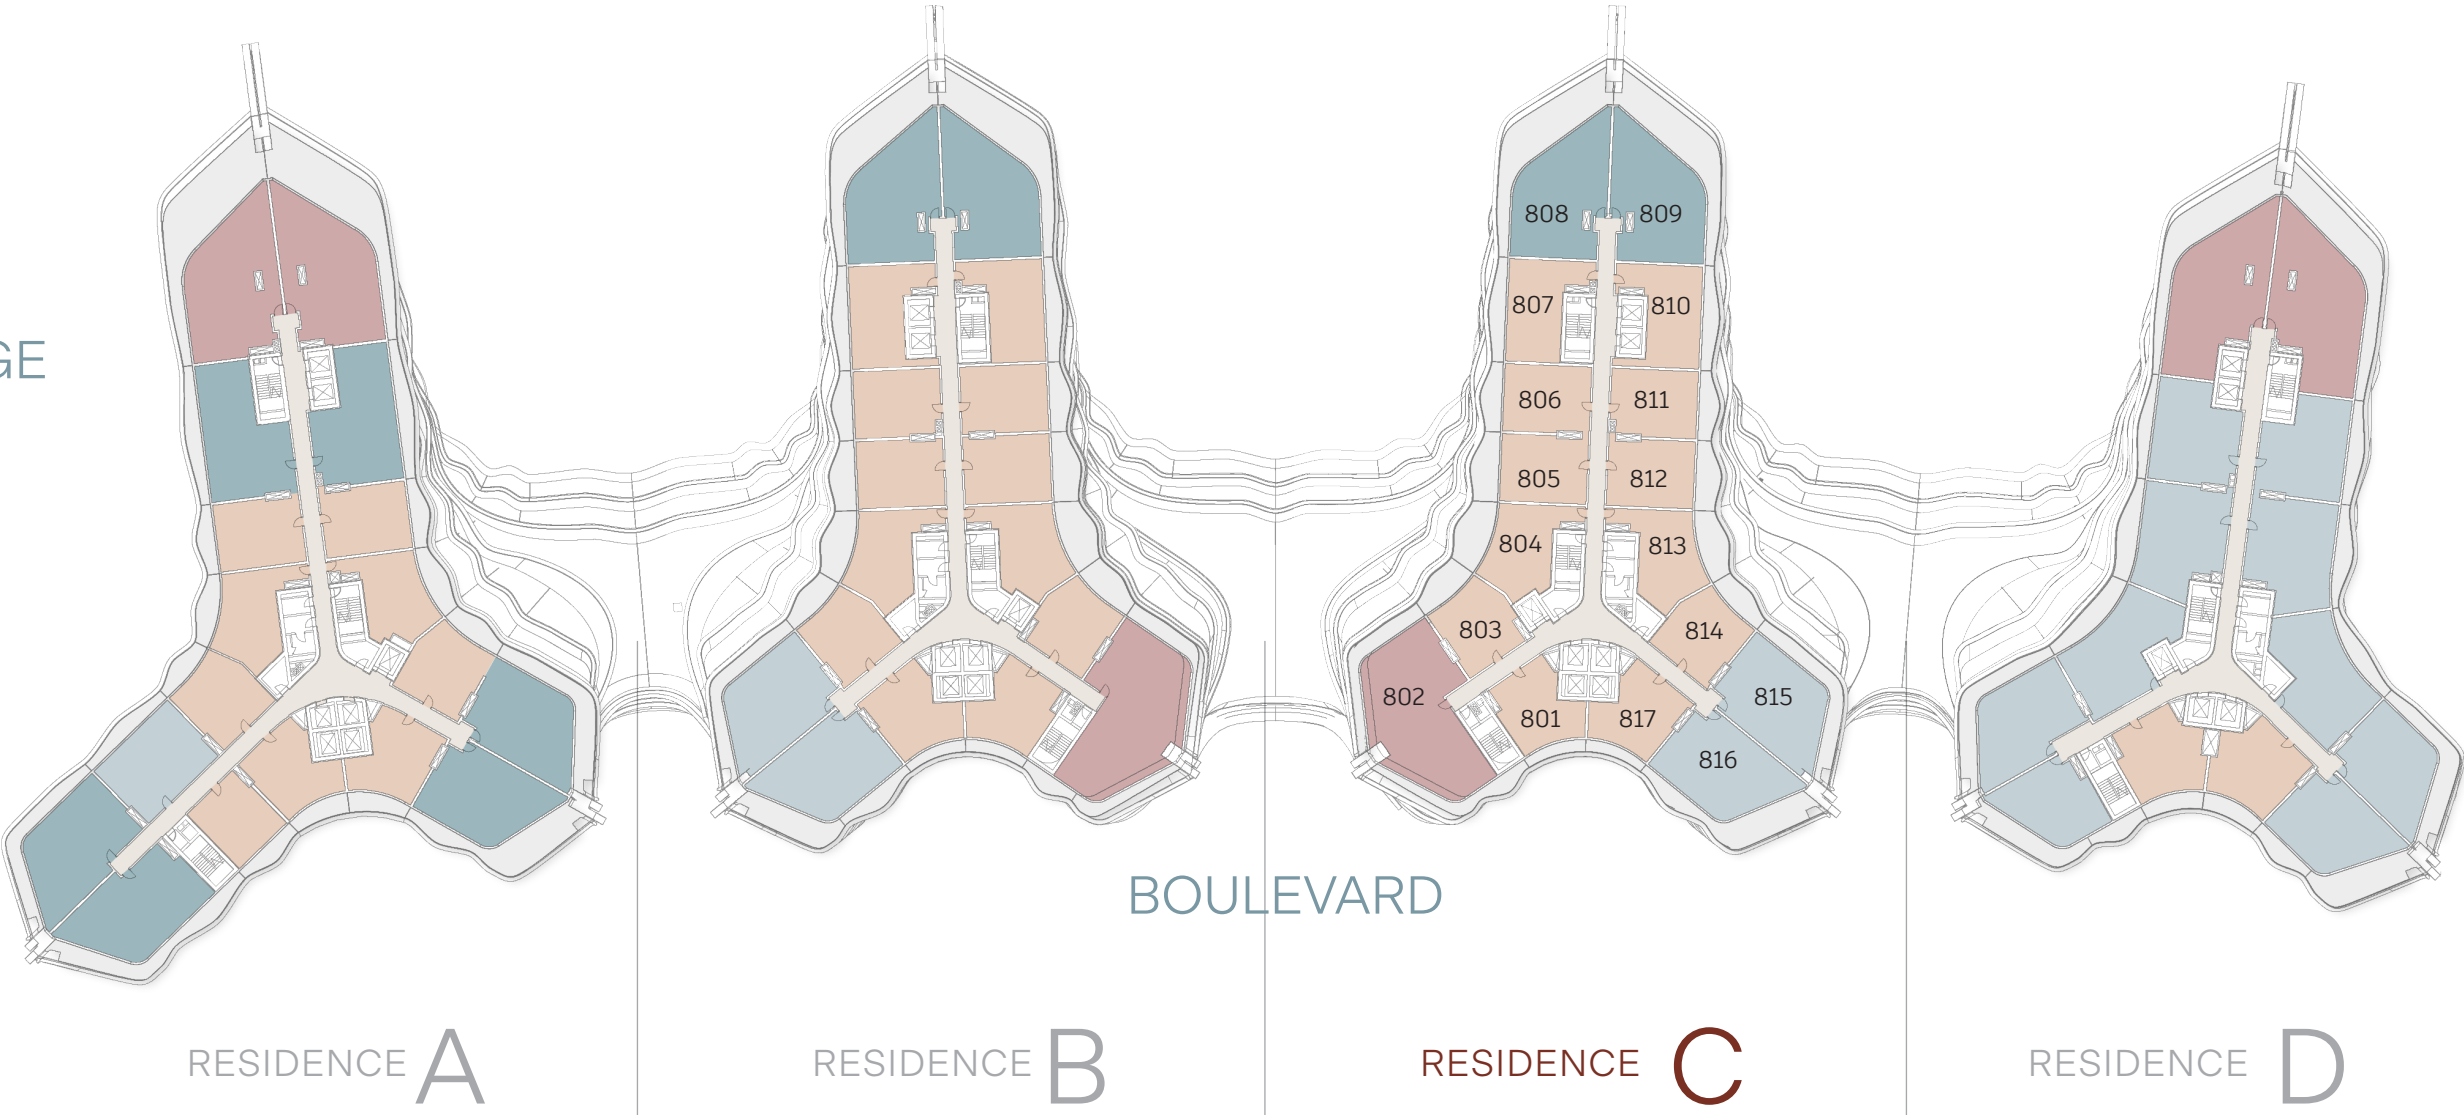 808 809
807 810
GE
806 811
805 812
804 813
803 814
802 815
801 817
816
BOULEVARD
RESIDENCE A
RESIDENCE B
RESIDENCE C
RESIDENCE D